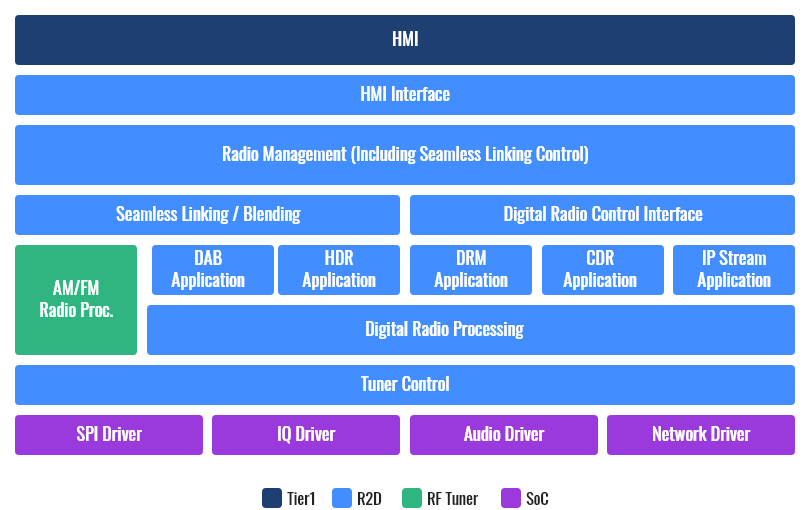 HMI
HMI Interface
Radio Management (Including Seamless Linking Control)
Seamless Linking / Blending
Digital Radio Control Interface
AM/FM
Radio Proc.
DAB
Application
HDR
Application
DRM
Application
CDR
Application
IP Stream
Application
Digital Radio Processing
Tuner Control
SPI Driver
IQ Driver
Audio Driver
Network Driver
Tier1
R2D
RF Tuner
SoC